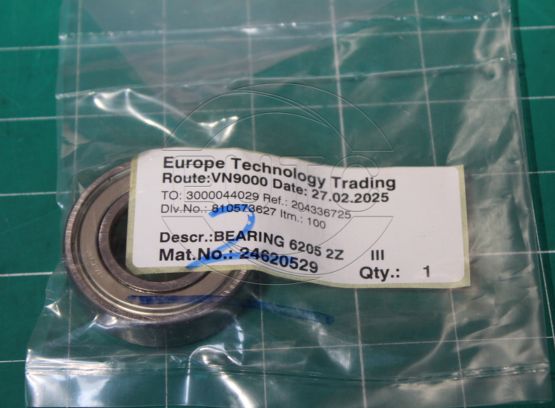 Europe Technology Trading
Route:VN9000 Date: 27.02.2025
TO: 3000044029 Ref.: 204336725
Dlv.No.: 810573627 Itm.: 100
Descr.:BEARING 6205 2Z III
Mat.No.: 24620529 Qty.: 1
2